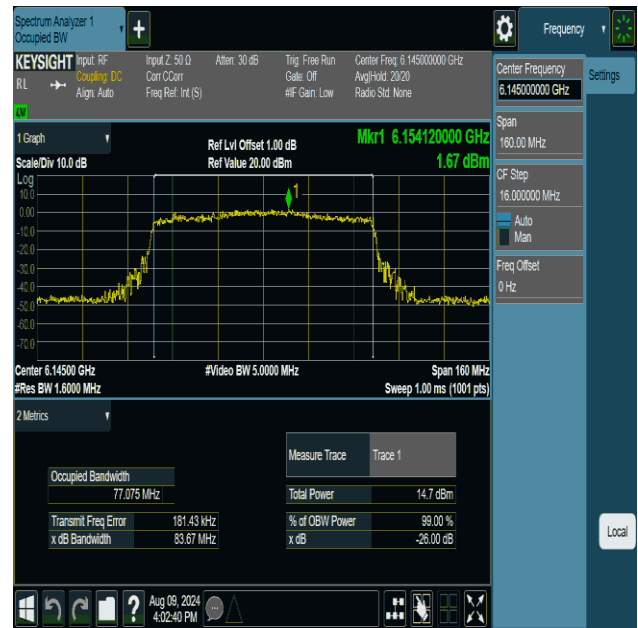 Spectrum Analyzer 1
Occupied BW
Frequency
KEYSIGHT
RL
Input: RF
Coupling: DC
Align: Auto
Input Z: 50 Ω
Corr CCorr
Freq Ref: Int (S)
Atten: 30 dB
Trig: Free Run
Gate: Off
#IF Gain: Low
Center Freq: 6.145000000 GHz
Avg|Hold: 20/20
Radio Std: None
Center Frequency
6.145000000 GHz
Settings
Span
160.00 MHz
CF Step
16.000000 MHz
Auto
Man
Freq Offset
0 Hz
1 Graph
Scale/Div 10.0 dB
Ref Lvl Offset 1.00 dB
Ref Value 20.00 dBm
Mkr1 6.154120000 GHz
1.67 dBm
Log
10.0
0.00
-10.0
-20.0
-30.0
-40.0
-50.0
-60.0
-70.0
1
Center 6.14500 GHz
#Res BW 1.6000 MHz
#Video BW 5.0000 MHz
Span 160 MHz
Sweep 1.00 ms (1001 pts)
2 Metrics
Measure Trace
Trace 1
Occupied Bandwidth
77.075 MHz
Total Power
14.7 dBm
Transmit Freq Error
181.43 kHz
% of OBW Power
99.00 %
x dB Bandwidth
83.67 MHz
x dB
-26.00 dB
Local
?
Aug 09, 2024
4:02:40 PM